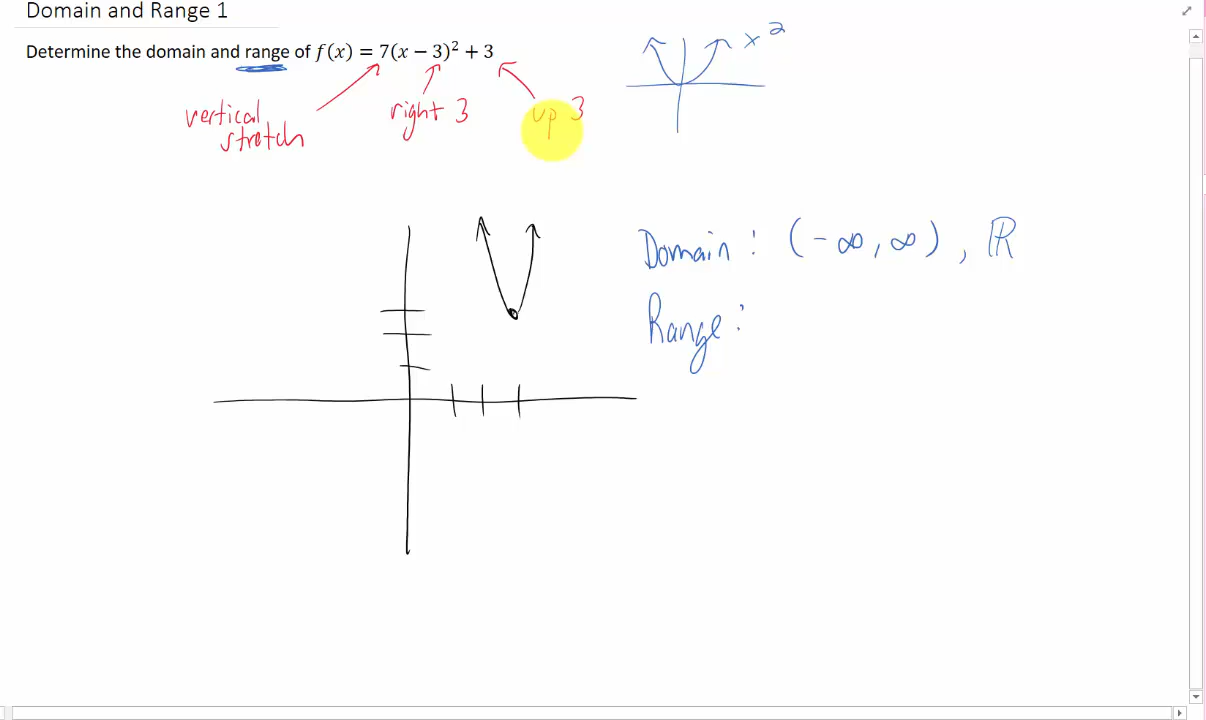 Domain and Range 1
Determine the domain and range of f(x) = 7(x − 3)² + 3
x²
vertical stretch
right 3
up 3
Domain: (-∞, ∞), ℝ
Range: